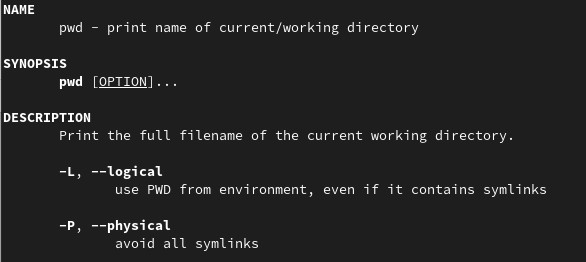 NAME
pwd - print name of current/working directory
SYNOPSIS
pwd [OPTION]...
DESCRIPTION
Print the full filename of the current working directory.
-L, --logical
use PWD from environment, even if it contains symlinks
-P, --physical
avoid all symlinks